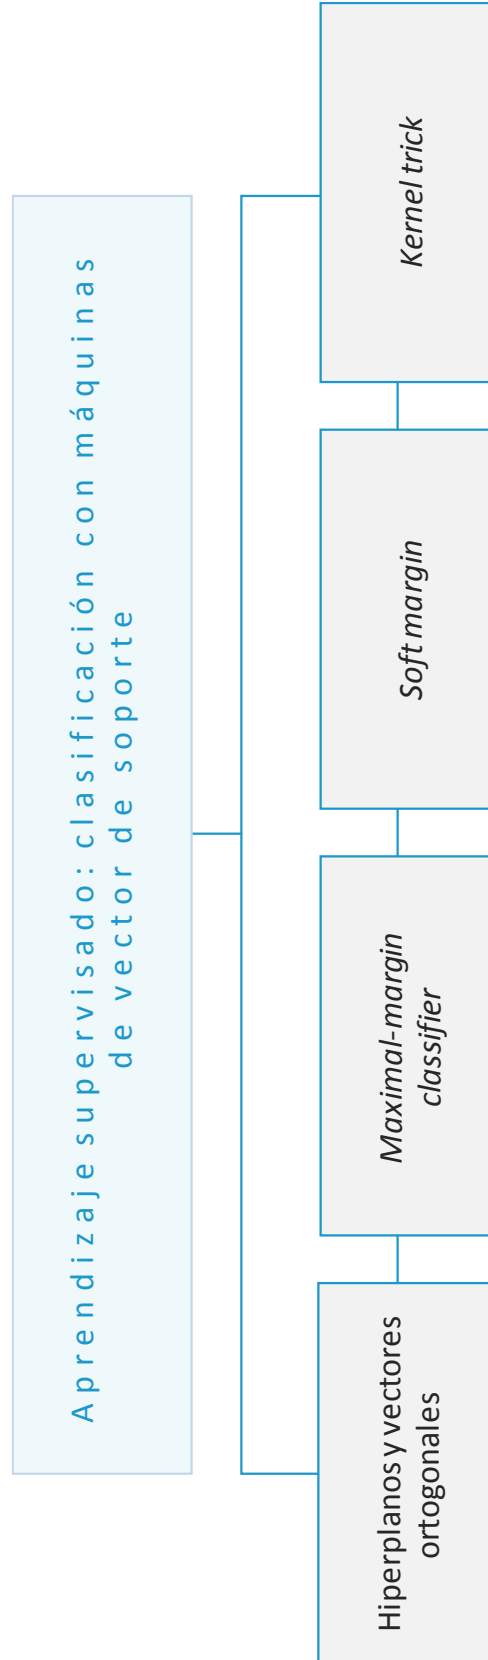 Aprendizaje supervisado: clasificación con máquinas
de vector de soporte
Hiperplanos y vectores
ortogonales
Maximal-margin
classifier
Soft margin
Kernel trick